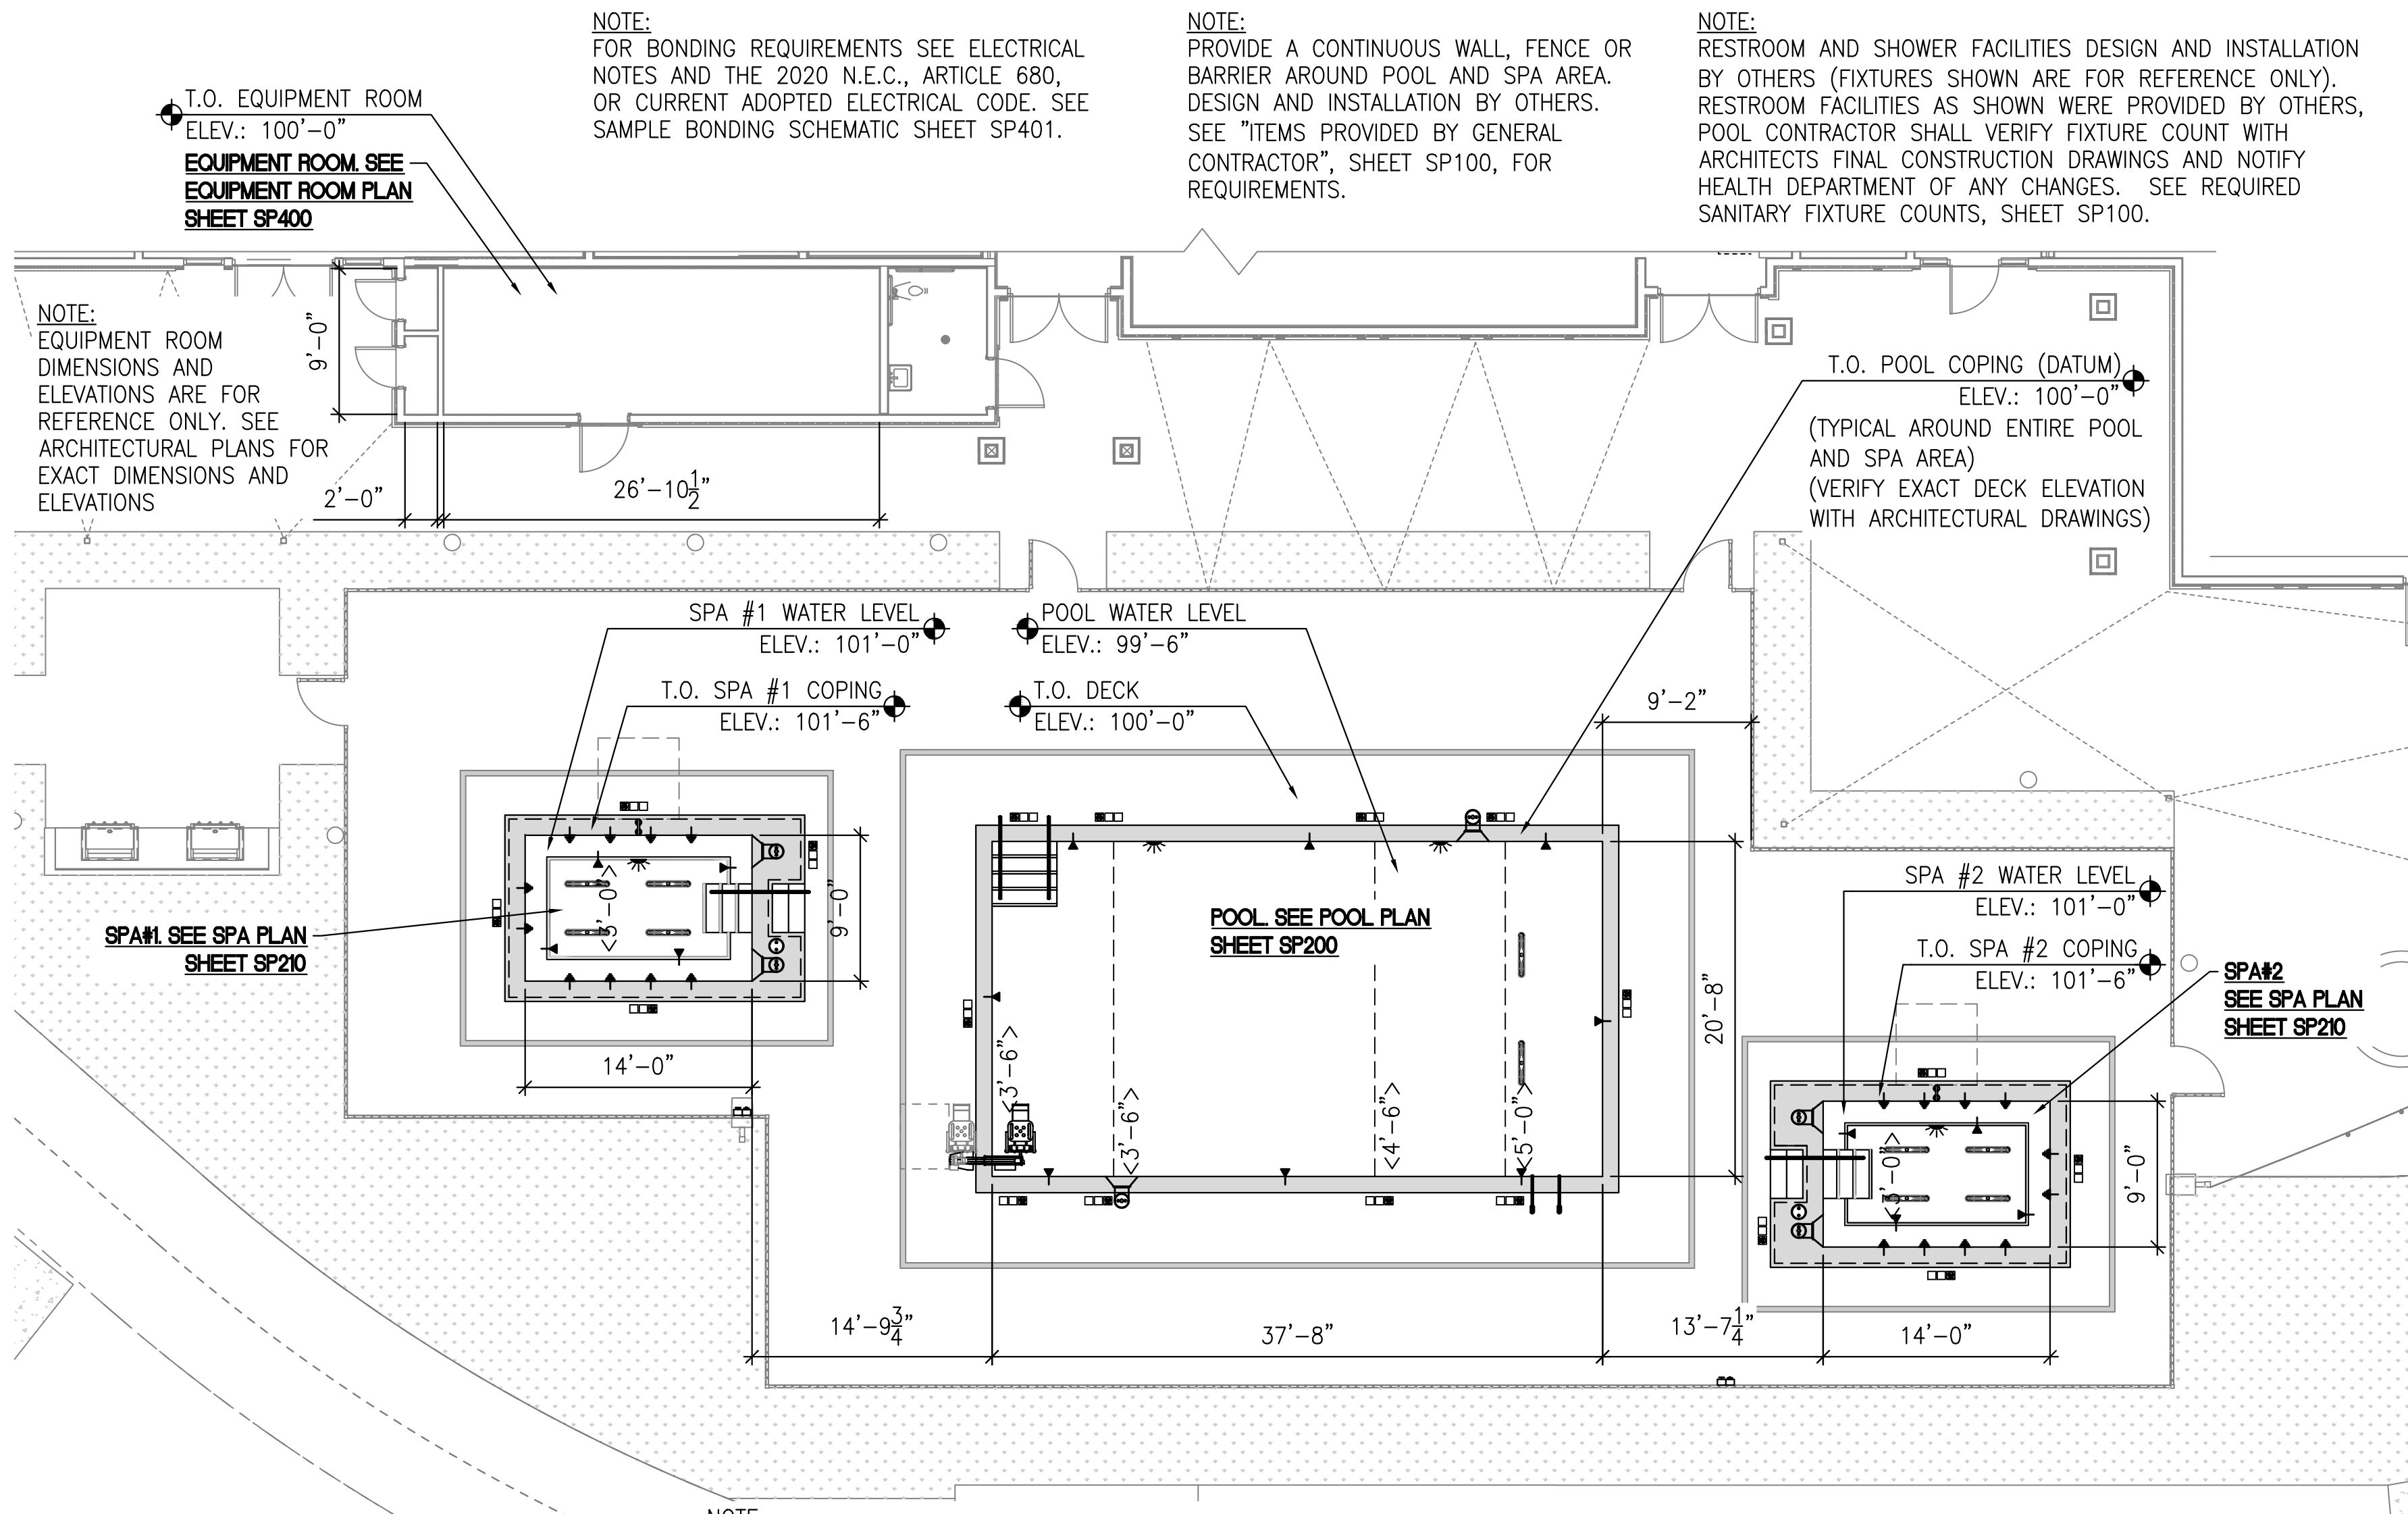 NOTE:
FOR BONDING REQUIREMENTS SEE ELECTRICAL
NOTES AND THE 2020 N.E.C., ARTICLE 680,
OR CURRENT ADOPTED ELECTRICAL CODE. SEE
SAMPLE BONDING SCHEMATIC SHEET SP401.
NOTE:
PROVIDE A CONTINUOUS WALL, FENCE OR
BARRIER AROUND POOL AND SPA AREA.
DESIGN AND INSTALLATION BY OTHERS.
SEE "ITEMS PROVIDED BY GENERAL
CONTRACTOR", SHEET SP100, FOR
REQUIREMENTS.
NOTE:
RESTROOM AND SHOWER FACILITIES DESIGN AND INSTALLATION
BY OTHERS (FIXTURES SHOWN ARE FOR REFERENCE ONLY).
RESTROOM FACILITIES AS SHOWN WERE PROVIDED BY OTHERS,
POOL CONTRACTOR SHALL VERIFY FIXTURE COUNT WITH
ARCHITECTS FINAL CONSTRUCTION DRAWINGS AND NOTIFY
HEALTH DEPARTMENT OF ANY CHANGES. SEE REQUIRED
SANITARY FIXTURE COUNTS, SHEET SP100.
T.O. EQUIPMENT ROOM
ELEV.: 100'-0"
EQUIPMENT ROOM. SEE
EQUIPMENT ROOM PLAN
SHEET SP400
NOTE:
EQUIPMENT ROOM
DIMENSIONS AND
ELEVATIONS ARE FOR
REFERENCE ONLY. SEE
ARCHITECTURAL PLANS FOR
EXACT DIMENSIONS AND
ELEVATIONS
9'-0"
2'-0"
26'-10 1/2"
T.O. POOL COPING (DATUM)
ELEV.: 100'-0"
(TYPICAL AROUND ENTIRE POOL
AND SPA AREA)
(VERIFY EXACT DECK ELEVATION
WITH ARCHITECTURAL DRAWINGS)
SPA #1 WATER LEVEL
ELEV.: 101'-0"
POOL WATER LEVEL
ELEV.: 99'-6"
T.O. SPA #1 COPING
ELEV.: 101'-6"
T.O. DECK
ELEV.: 100'-0"
9'-2"
<3'-0">
9'-0"
SPA#1. SEE SPA PLAN
SHEET SP210
14'-0"
POOL. SEE POOL PLAN
SHEET SP200
20'-8"
<3'-6">
<3'-6">
<4'-6">
<5'-0">
SPA #2 WATER LEVEL
ELEV.: 101'-0"
T.O. SPA #2 COPING
ELEV.: 101'-6"
SPA#2
SEE SPA PLAN
SHEET SP210
<3'-0">
9'-0"
14'-9 3/4"
37'-8"
13'-7 1/4"
14'-0"
NOTE